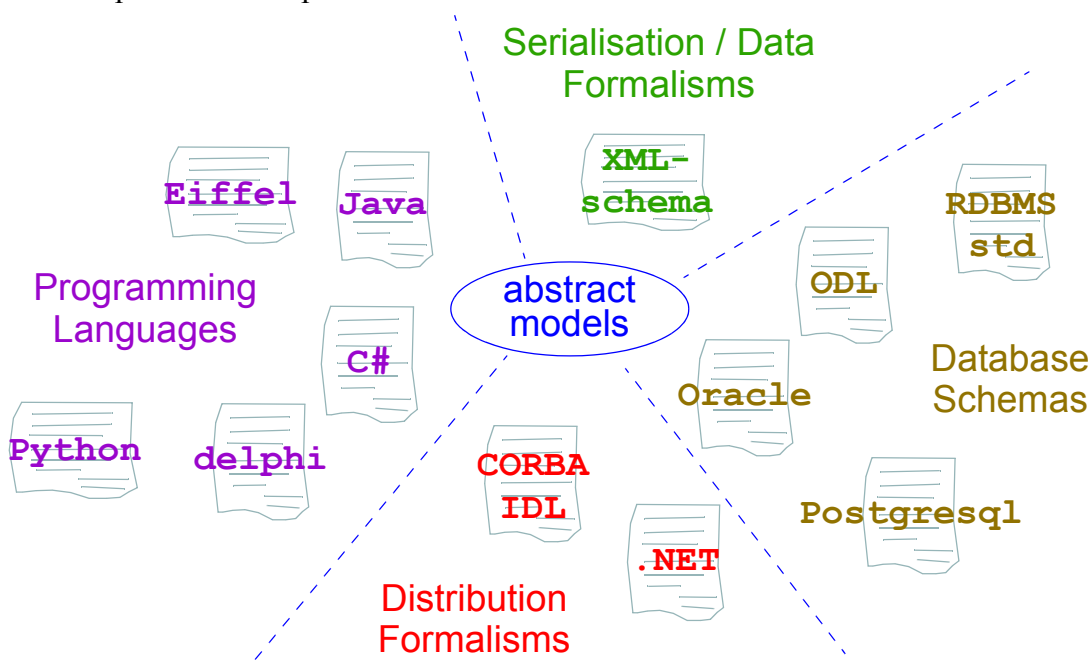 Serialisation / Data
Formalisms
XML-
schema
Eiffel
Java
RDBMS
std
ODL
Programming
Languages
abstract
models
C#
Database
Schemas
Oracle
Python
delphi
CORBA
IDL
Postgresql
.NET
Distribution
Formalisms